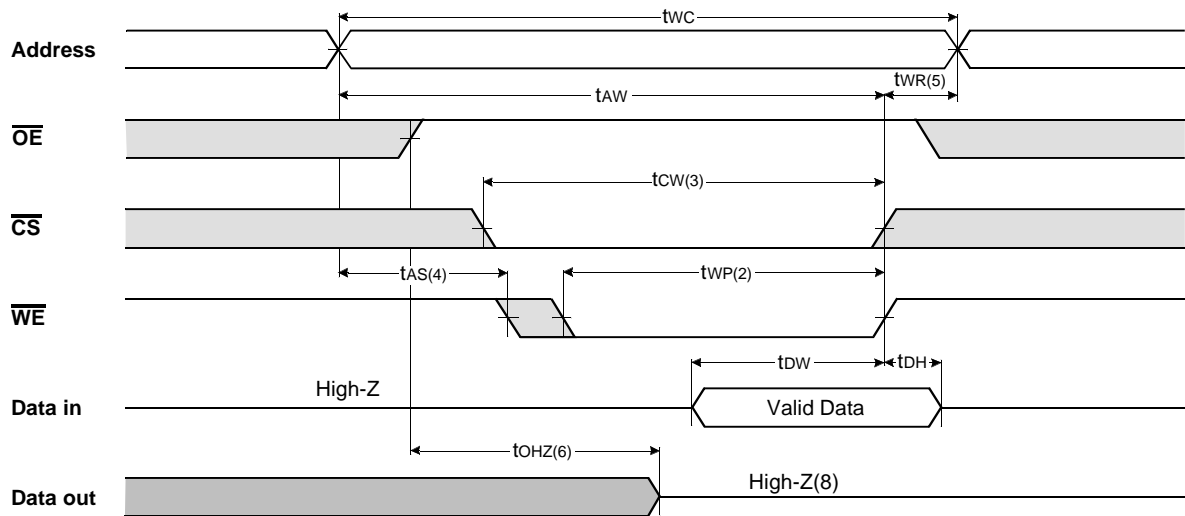 tWC
Address
tWR(5)
tAW
OE
tCW(3)
CS
tAS(4)
tWP(2)
WE
tDW
tDH
High-Z
Data in
Valid Data
tOHZ(6)
High-Z(8)
Data out